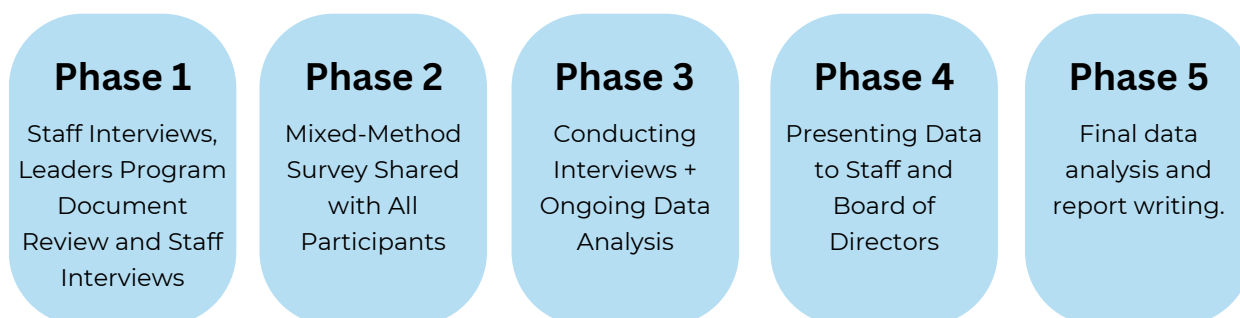 Phase 1
Staff Interviews,
Leaders Program
Document
Review and Staff
Interviews
Phase 2
Mixed-Method
Survey Shared
with All
Participants
Phase 3
Conducting
Interviews +
Ongoing Data
Analysis
Phase 4
Presenting Data
to Staff and
Board of
Directors
Phase 5
Final data
analysis and
report writing.